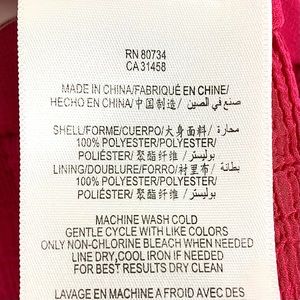 RN 80734
CA 31458
MADE IN CHINA/FABRIQUÉ EN CHINE/
HECHO EN CHINA/中国制造/ صنع في الصين
SHELL/FORME/CUERPO/大身面料/ محارة/
100% POLYESTER/POLYESTER/
POLIÉSTER/聚酯纤维/ بوليستر
LINING/DOUBLURE/FORRO/衬里布/ بطانة/
100% POLYESTER/POLYESTER/
POLIÉSTER/聚酯纤维/ بوليستر
MACHINE WASH COLD
GENTLE CYCLE WITH LIKE COLORS
ONLY NON-CHLORINE BLEACH WHEN NEEDED
LINE DRY,COOL IRON IF NEEDED
FOR BEST RESULTS DRY CLEAN
LAVAGE EN MACHINE A FROID AVEC DES